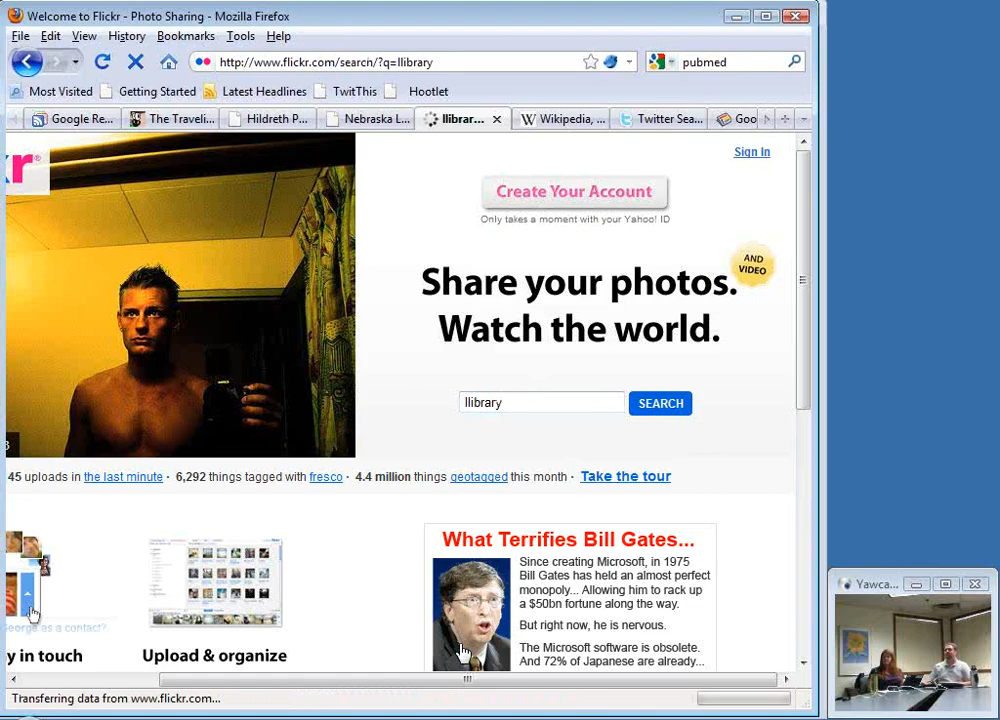 Welcome to Flickr - Photo Sharing - Mozilla Firefox
File Edit View History Bookmarks Tools Help
http://www.flickr.com/search/?q=llibrary
pubmed
Most Visited Getting Started Latest Headlines TwitThis Hootlet
Google Re... The Traveli... Hildreth P... Nebraska L... llibrar... Wikipedia, ... Twitter Sea... Goo
r
Sign In
Create Your Account
Only takes a moment with your Yahoo! ID
AND VIDEO
Share your photos.
Watch the world.
llibrary SEARCH
45 uploads in the last minute · 6,292 things tagged with fresco · 4.4 million things geotagged this month · Take the tour
What Terrifies Bill Gates...
Since creating Microsoft, in 1975
Bill Gates has held an almost perfect
monopoly... Allowing him to rack up
a $50bn fortune along the way.
But right now, he is nervous.
The Microsoft software is obsolete.
And 72% of Japanese are already...
George as a contact?
y in touch
Upload & organize
Transferring data from www.flickr.com...
Yawca...